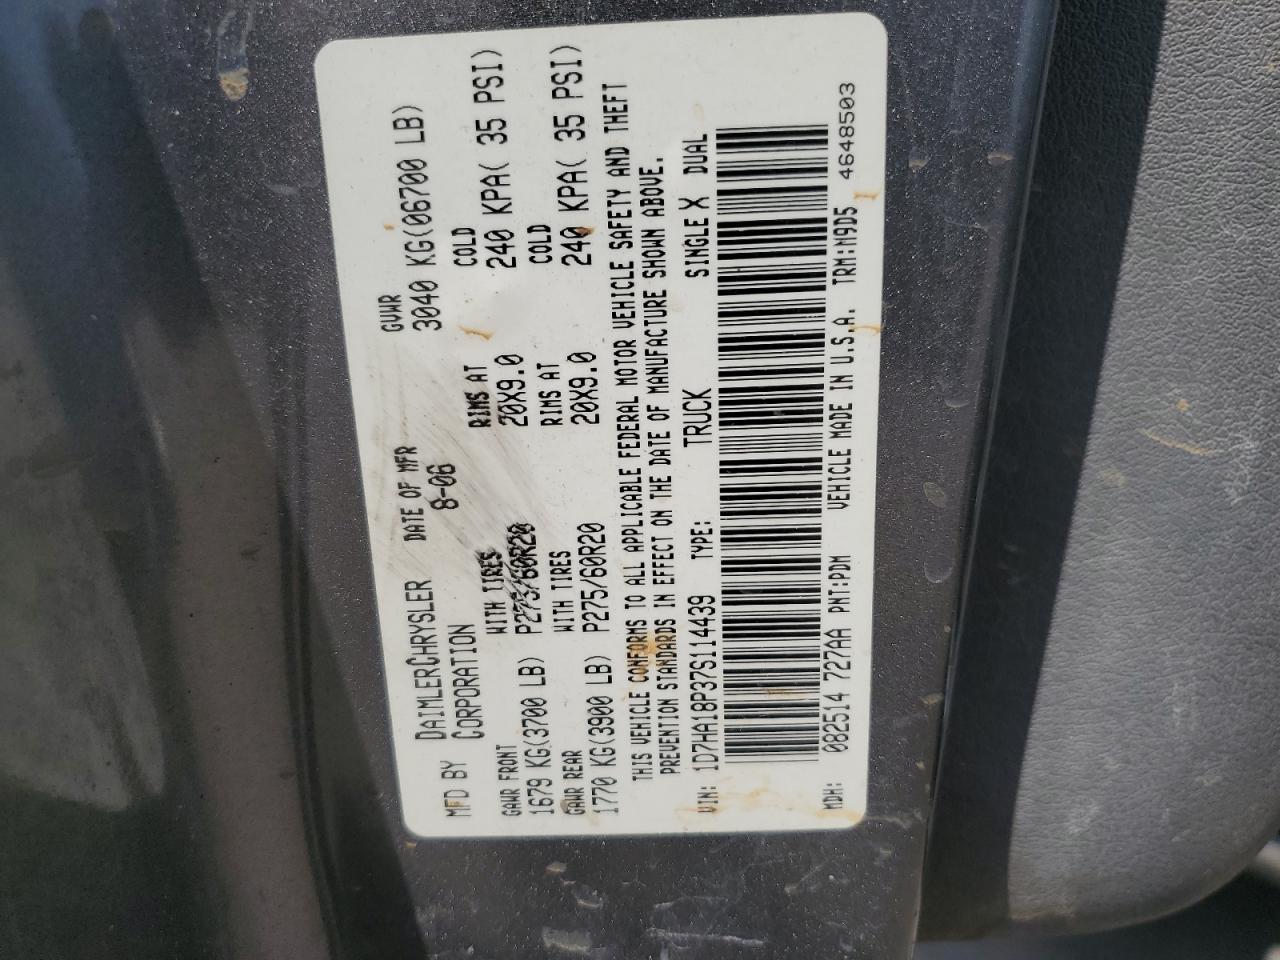 MFD BY DAIMLERCHRYSLER CORPORATION DATE OF MFR 8-06 GVWR 3040 KG(06700 LB)
GAWR FRONT WITH TIRES RIMS AT COLD
1679 KG(3700 LB) P275/60R20 20X9.0 240 KPA( 35 PSI)
GAWR REAR WITH TIRES RIMS AT COLD
1770 KG(3900 LB) P275/60R20 20X9.0 240 KPA( 35 PSI)
THIS VEHICLE CONFORMS TO ALL APPLICABLE FEDERAL MOTOR VEHICLE SAFETY AND THEFT
PREVENTION STANDARDS IN EFFECT ON THE DATE OF MANUFACTURE SHOWN ABOVE.
VIN: 1D7HA18P37S114439 TYPE: TRUCK SINGLE X DUAL
MDH: 082514 727AA PNT:PDM VEHICLE MADE IN U.S.A. TRM:M9D5 4648503